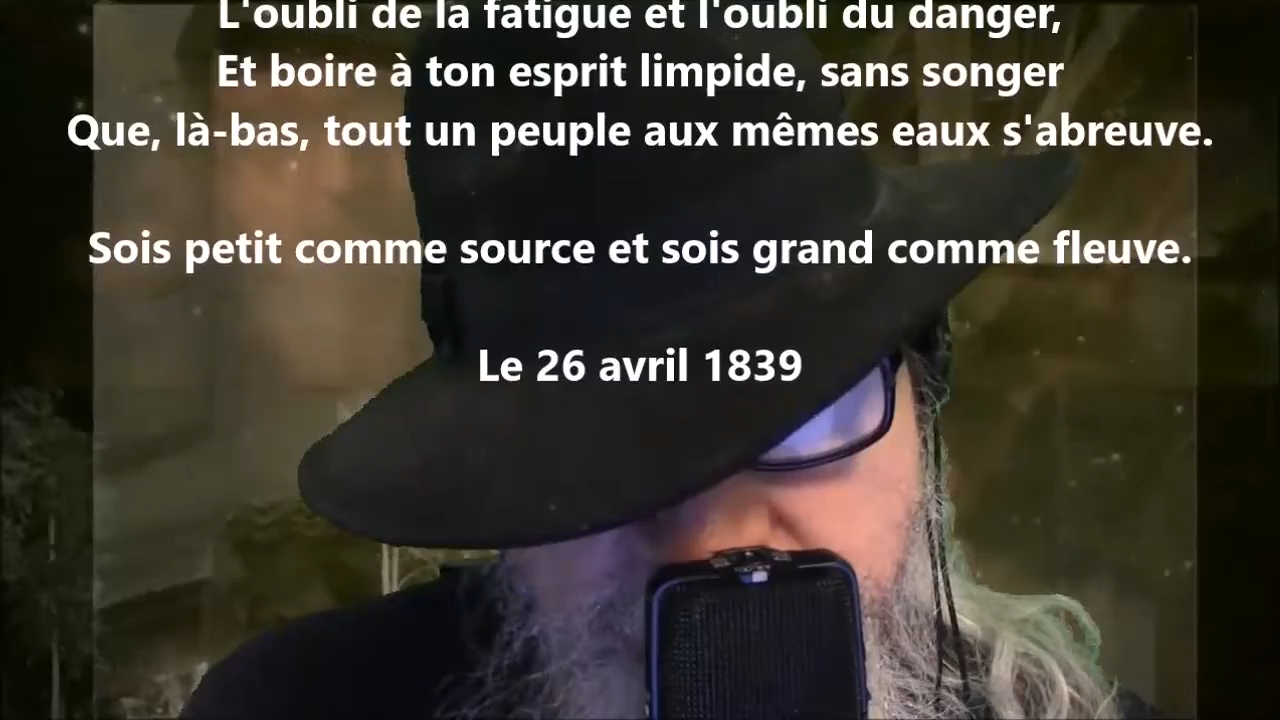 L'oubli de la fatigue et l'oubli du danger,
Et boire à ton esprit limpide, sans songer
Que, là-bas, tout un peuple aux mêmes eaux s'abreuve.
Sois petit comme source et sois grand comme fleuve.
Le 26 avril 1839